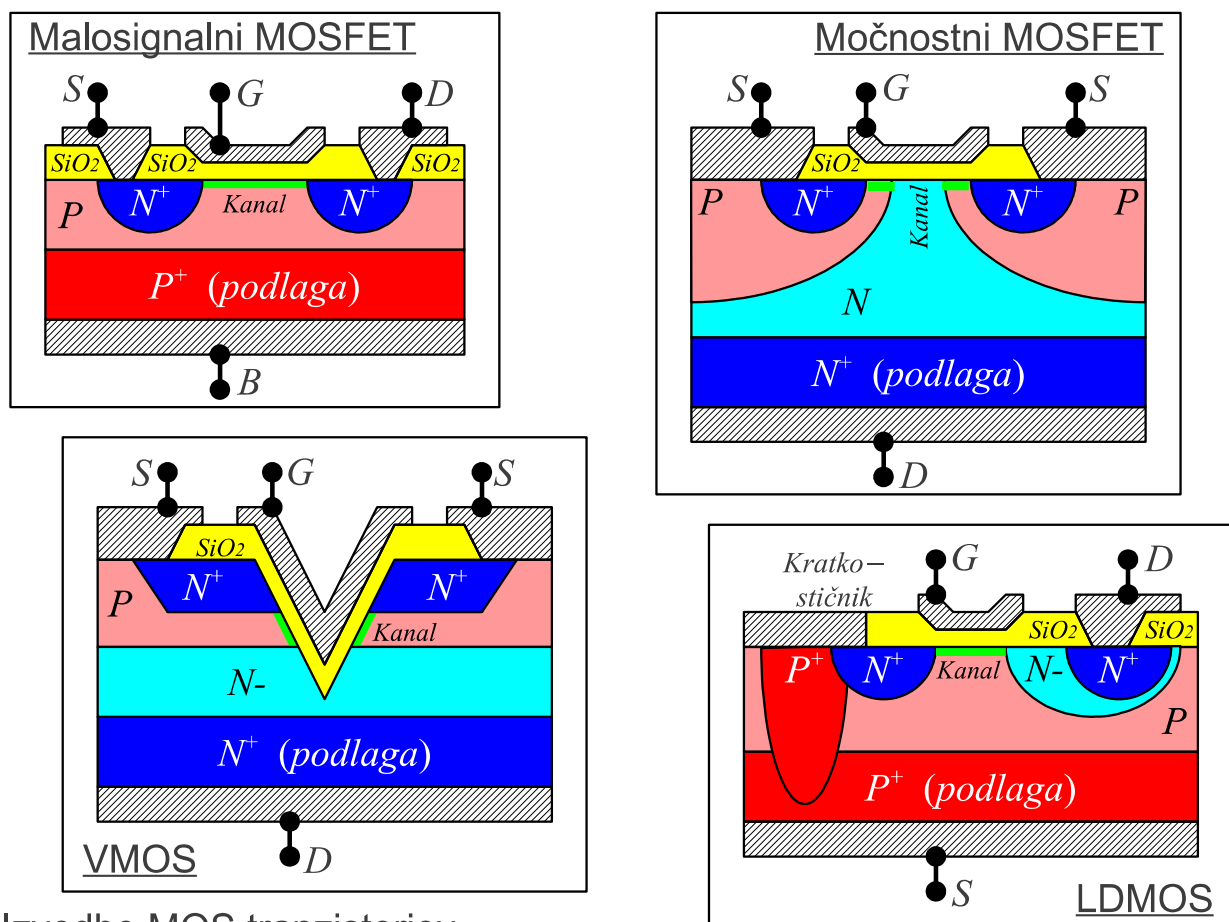 Malosignalni MOSFET
S G D
SiO₂ SiO₂ SiO₂
P N⁺ Kanal N⁺
P⁺ (podlaga)
B
Močnostni MOSFET
S G S
P N⁺ Kanal N⁺ P
N
N⁺ (podlaga)
D
S G S
SiO₂
P N⁺ N⁺
Kanal
N-
N⁺ (podlaga)
D
VMOS
G D
Kratko–
stičnik
SiO₂ SiO₂
P⁺ N⁺ Kanal N- N⁺
P
P⁺ (podlaga)
S
LDMOS